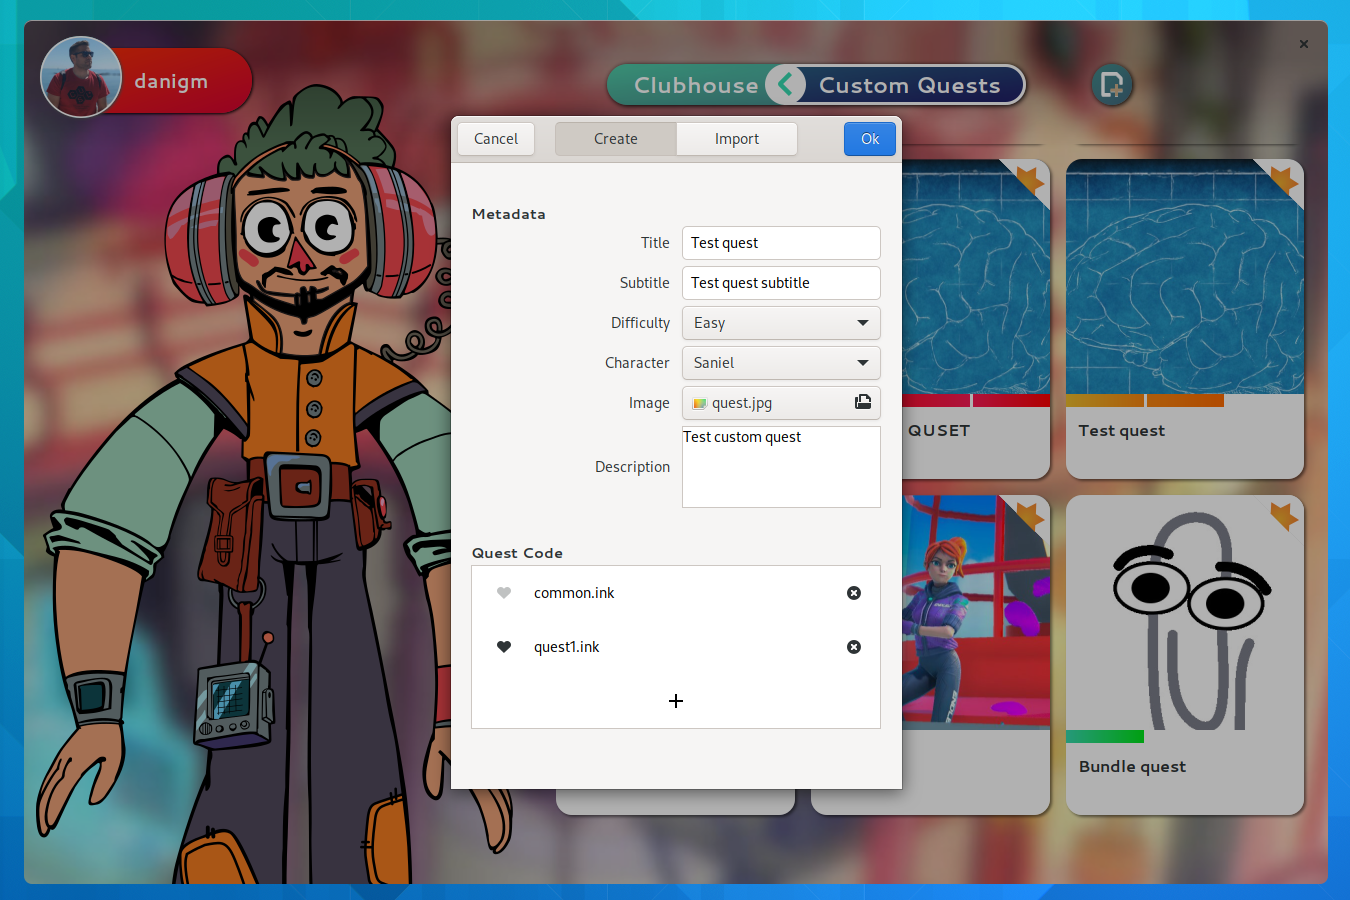 danigm
Clubhouse
Custom Quests
Cancel
Create
Import
Ok
Metadata
Title
Test quest
Subtitle
Test quest subtitle
Difficulty
Easy
Character
Saniel
Image
quest.jpg
Description
Test custom quest
Quest Code
common.ink
quest1.ink
QUSET
Test quest
Bundle quest